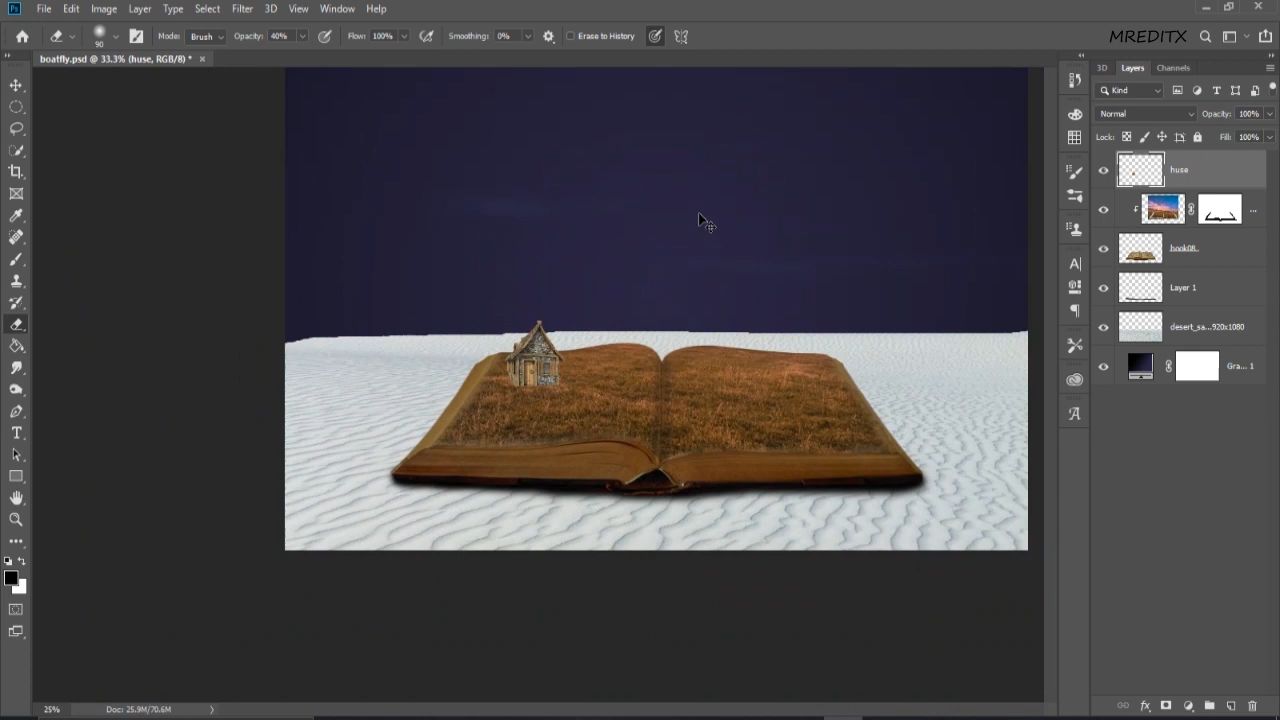 Ps File Edit Image Layer Type Select Filter 3D View Window Help
90 Mode: Brush Opacity: 40% Flow: 100% Smoothing: 0% Erase to History MREDITX
boatfly.psd @ 33.3% (huse, RGB/8) * ×
3D Layers Channels
Kind
Normal Opacity: 100%
Lock: Fill: 100%
huse
...
book08..
Layer 1
desert_sa...920x1080
Gra... 1
25% Doc: 25.9M/70.6M